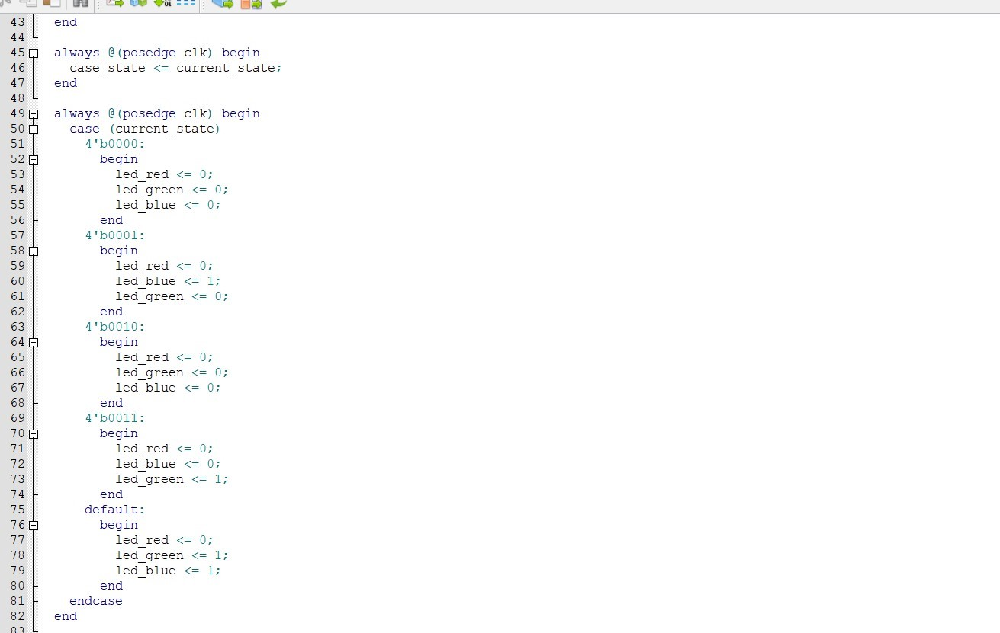 43 end
44
45 always @(posedge clk) begin
46 case_state <= current_state;
47 end
48
49 always @(posedge clk) begin
50 case (current_state)
51 4'b0000:
52 begin
53 led_red <= 0;
54 led_green <= 0;
55 led_blue <= 0;
56 end
57 4'b0001:
58 begin
59 led_red <= 0;
60 led_blue <= 1;
61 led_green <= 0;
62 end
63 4'b0010:
64 begin
65 led_red <= 0;
66 led_green <= 0;
67 led_blue <= 0;
68 end
69 4'b0011:
70 begin
71 led_red <= 0;
72 led_blue <= 0;
73 led_green <= 1;
74 end
75 default:
76 begin
77 led_red <= 0;
78 led_green <= 1;
79 led_blue <= 1;
80 end
81 endcase
82 end
83